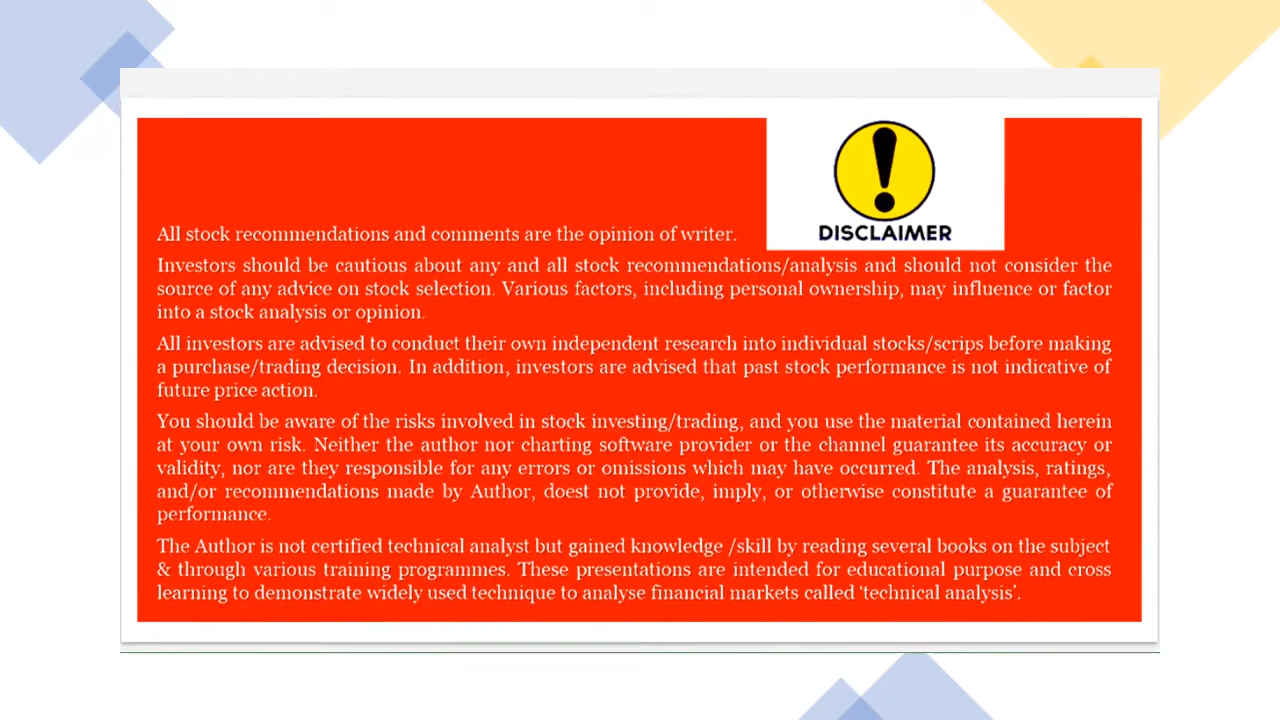 DISCLAIMER
All stock recommendations and comments are the opinion of writer.
Investors should be cautious about any and all stock recommendations/analysis and should not consider the
source of any advice on stock selection. Various factors, including personal ownership, may influence or factor
into a stock analysis or opinion.
All investors are advised to conduct their own independent research into individual stocks/scrips before making
a purchase/trading decision. In addition, investors are advised that past stock performance is not indicative of
future price action.
You should be aware of the risks involved in stock investing/trading, and you use the material contained herein
at your own risk. Neither the author nor charting software provider or the channel guarantee its accuracy or
validity, nor are they responsible for any errors or omissions which may have occurred. The analysis, ratings,
and/or recommendations made by Author, doest not provide, imply, or otherwise constitute a guarantee of
performance.
The Author is not certified technical analyst but gained knowledge /skill by reading several books on the subject
& through various training programmes. These presentations are intended for educational purpose and cross
learning to demonstrate widely used technique to analyse financial markets called ‘technical analysis’.